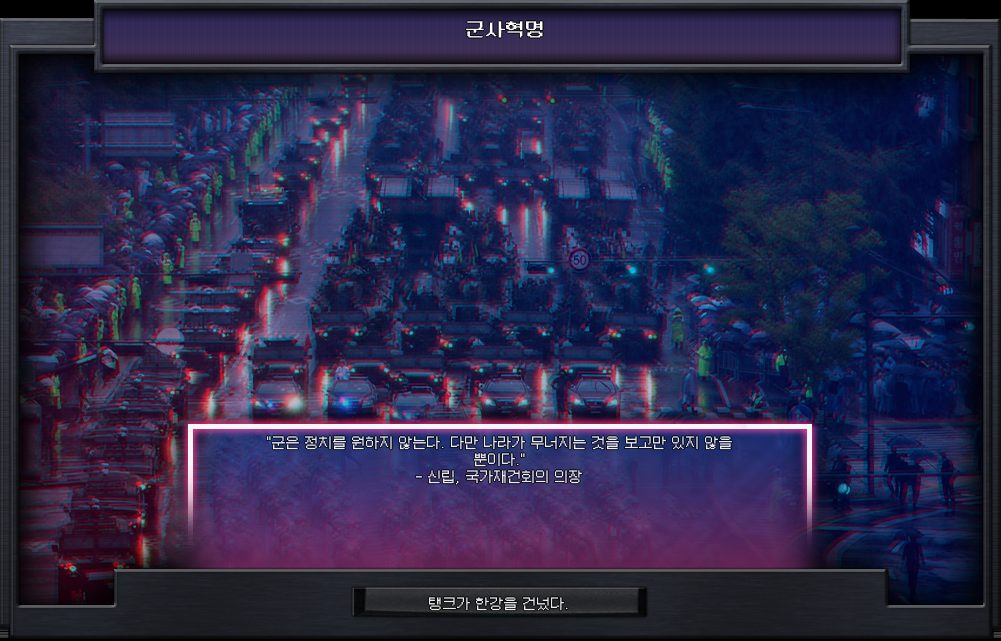 군사혁명
50
"군은 정치를 원하지 않는다. 다만 나라가 무너지는 것을 보고만 있지 않을
뿐이다."
- 신립, 국가재건회의 의장
탱크가 한강을 건넜다.